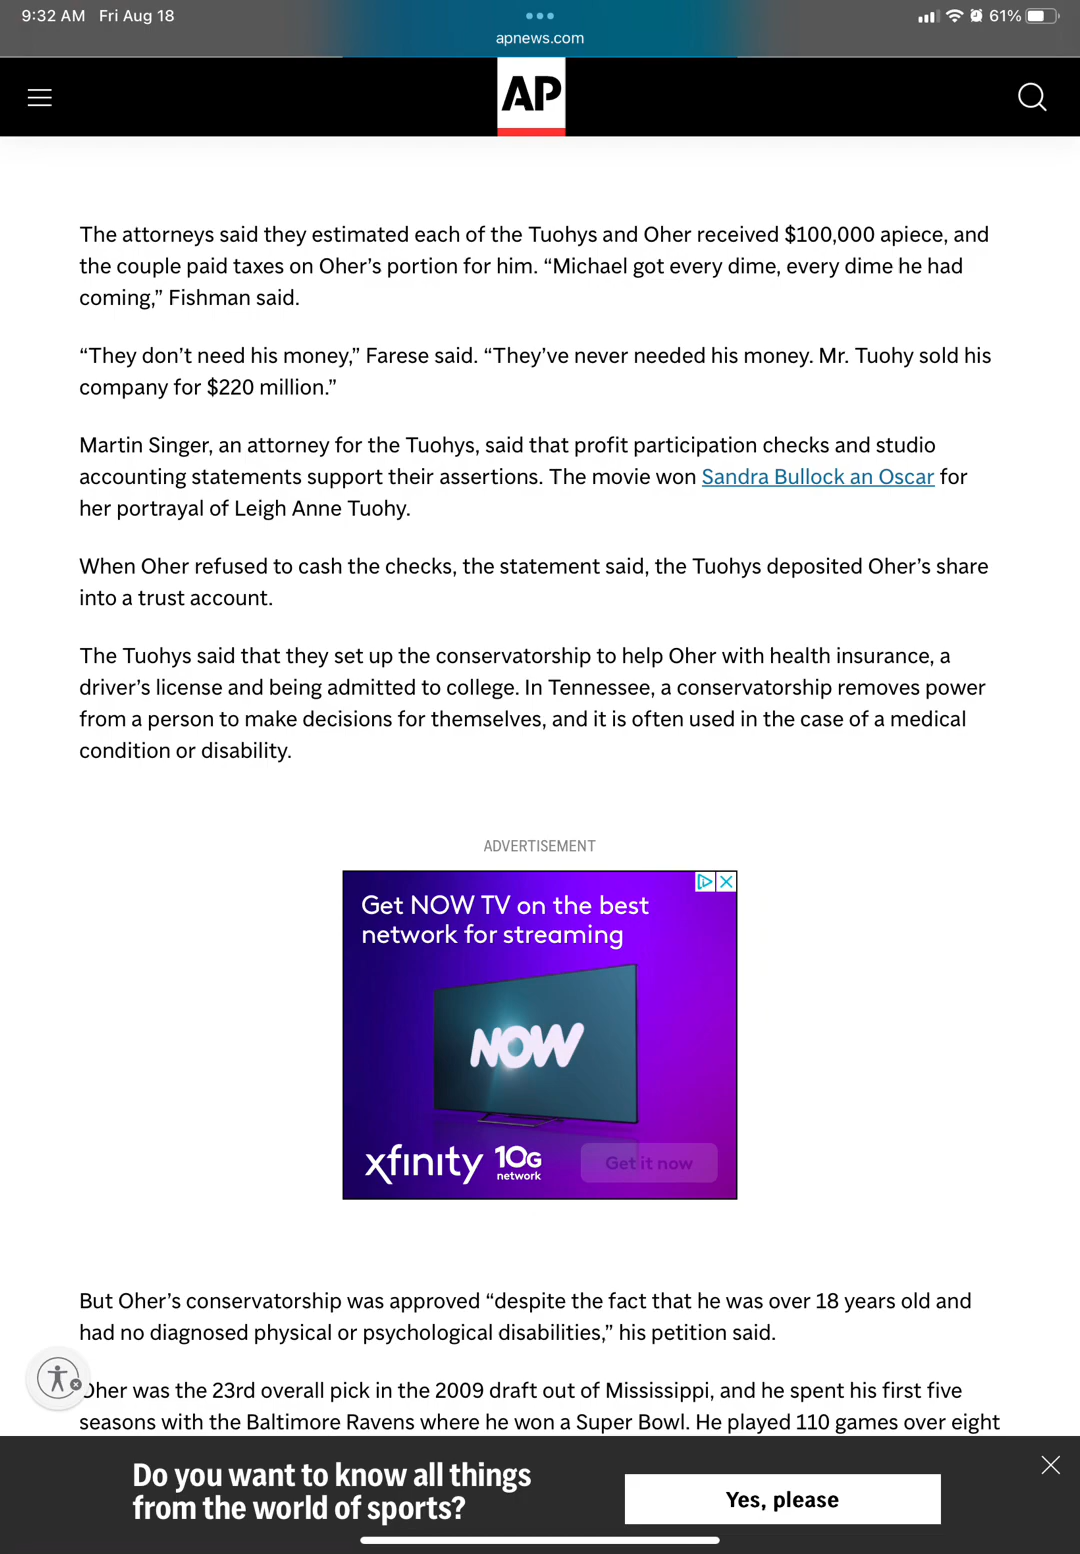 9:32 AM Fri Aug 18
61%
apnews.com
AP
The attorneys said they estimated each of the Tuohys and Oher received $100,000 apiece, and
the couple paid taxes on Oher’s portion for him. “Michael got every dime, every dime he had
coming,” Fishman said.
“They don’t need his money,” Farese said. “They’ve never needed his money. Mr. Tuohy sold his
company for $220 million.”
Martin Singer, an attorney for the Tuohys, said that profit participation checks and studio
accounting statements support their assertions. The movie won Sandra Bullock an Oscar for
her portrayal of Leigh Anne Tuohy.
When Oher refused to cash the checks, the statement said, the Tuohys deposited Oher’s share
into a trust account.
The Tuohys said that they set up the conservatorship to help Oher with health insurance, a
driver’s license and being admitted to college. In Tennessee, a conservatorship removes power
from a person to make decisions for themselves, and it is often used in the case of a medical
condition or disability.
ADVERTISEMENT
Get NOW TV on the best
network for streaming
NOW
xfinity 10G
network
Get it now
But Oher’s conservatorship was approved “despite the fact that he was over 18 years old and
had no diagnosed physical or psychological disabilities,” his petition said.
Oher was the 23rd overall pick in the 2009 draft out of Mississippi, and he spent his first five
seasons with the Baltimore Ravens where he won a Super Bowl. He played 110 games over eight
Do you want to know all things
from the world of sports?
Yes, please